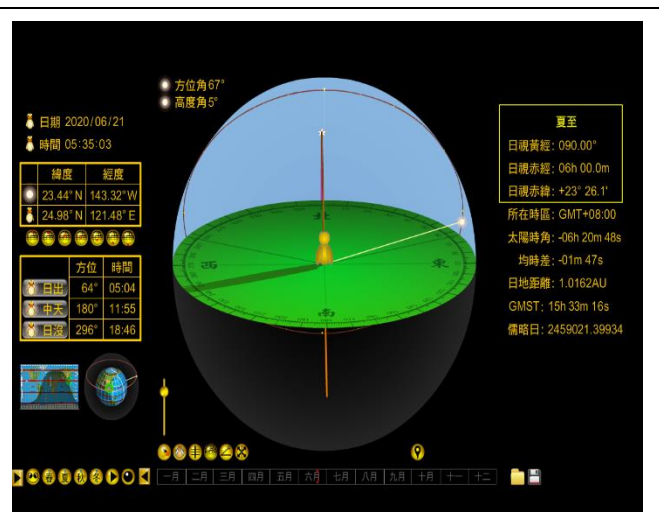 方位角67°
高度角5°
日期 2020/06/21
時間 05:35:03
緯度 經度
23.44° N 143.32° W
24.98° N 121.48° E
方位 時間
日出 64° 05:04
中天 180° 11:55
日沒 296° 18:46
北
西
東
南
夏至
日視黃經: 090.00°
日視赤經: 06h 00.0m
日視赤緯: +23° 26.1'
所在時區: GMT+08:00
太陽時角: -06h 20m 48s
均時差: -01m 47s
日地距離: 1.0162AU
GMST: 15h 33m 16s
儒略日: 2459021.39934
春 夏 秋 冬
一月 二月 三月 四月 五月 六月 七月 八月 九月 十月 十一 十二